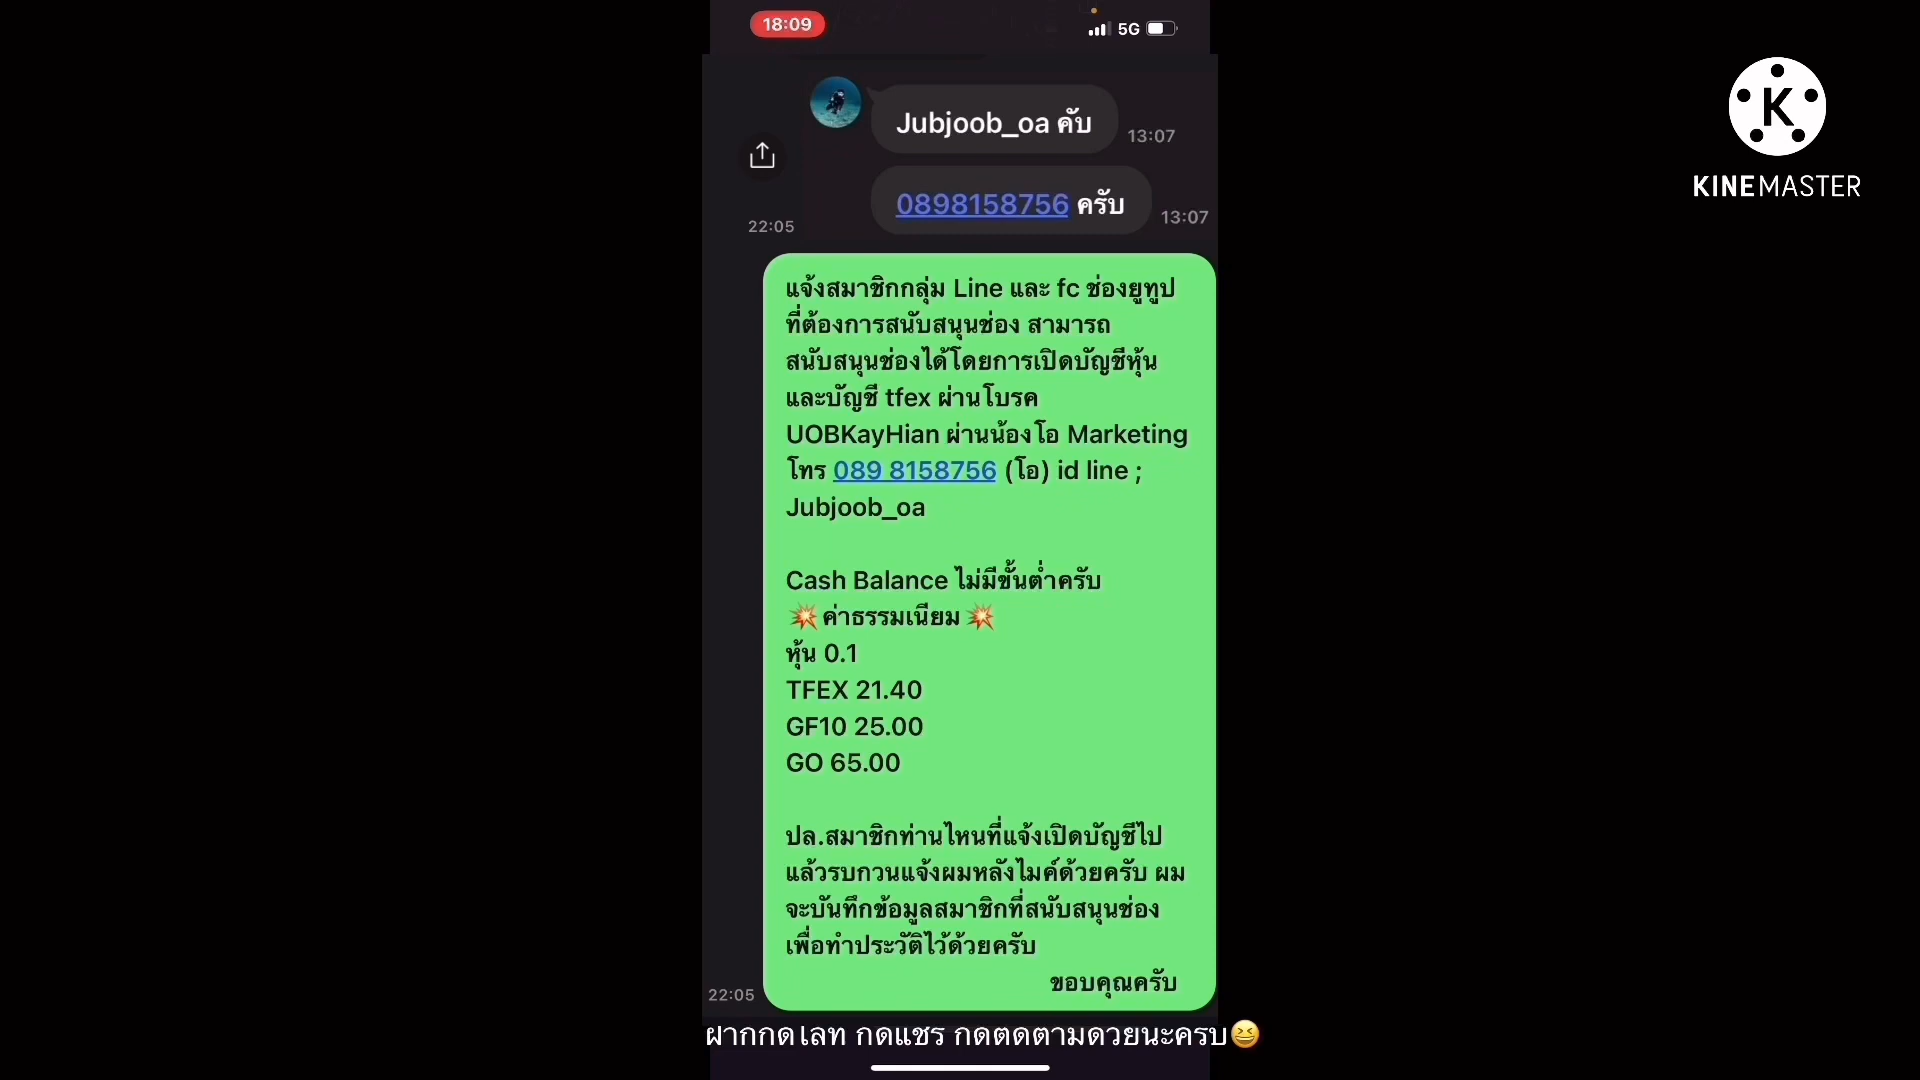 18:09
5G
Jubjoob_oa คับ
13:07
0898158756 ครับ
13:07
22:05
KINEMASTER
แจ้งสมาชิกกลุ่ม Line และ fc ช่องยูทูป
ที่ต้องการสนับสนุนช่อง สามารถ
สนับสนุนช่องได้โดยการเปิดบัญชีหุ้น
และบัญชี tfex ผ่านโบรค
UOBKayHian ผ่านน้องโอ Marketing
โทร 089 8158756 (โอ) id line ;
Jubjoob_oa
Cash Balance ไม่มีขั้นต่ำครับ
💥ค่าธรรมเนียม💥
หุ้น 0.1
TFEX 21.40
GF10 25.00
GO 65.00
ปล.สมาชิกท่านไหนที่แจ้งเปิดบัญชีไป
แล้วรบกวนแจ้งผมหลังไมค์ด้วยครับ ผม
จะบันทึกข้อมูลสมาชิกที่สนับสนุนช่อง
เพื่อทำประวัติไว้ด้วยครับ
ขอบคุณครับ
22:05
ฝากกดไลท กดแชร กดตดตามดวยนะครบ😆